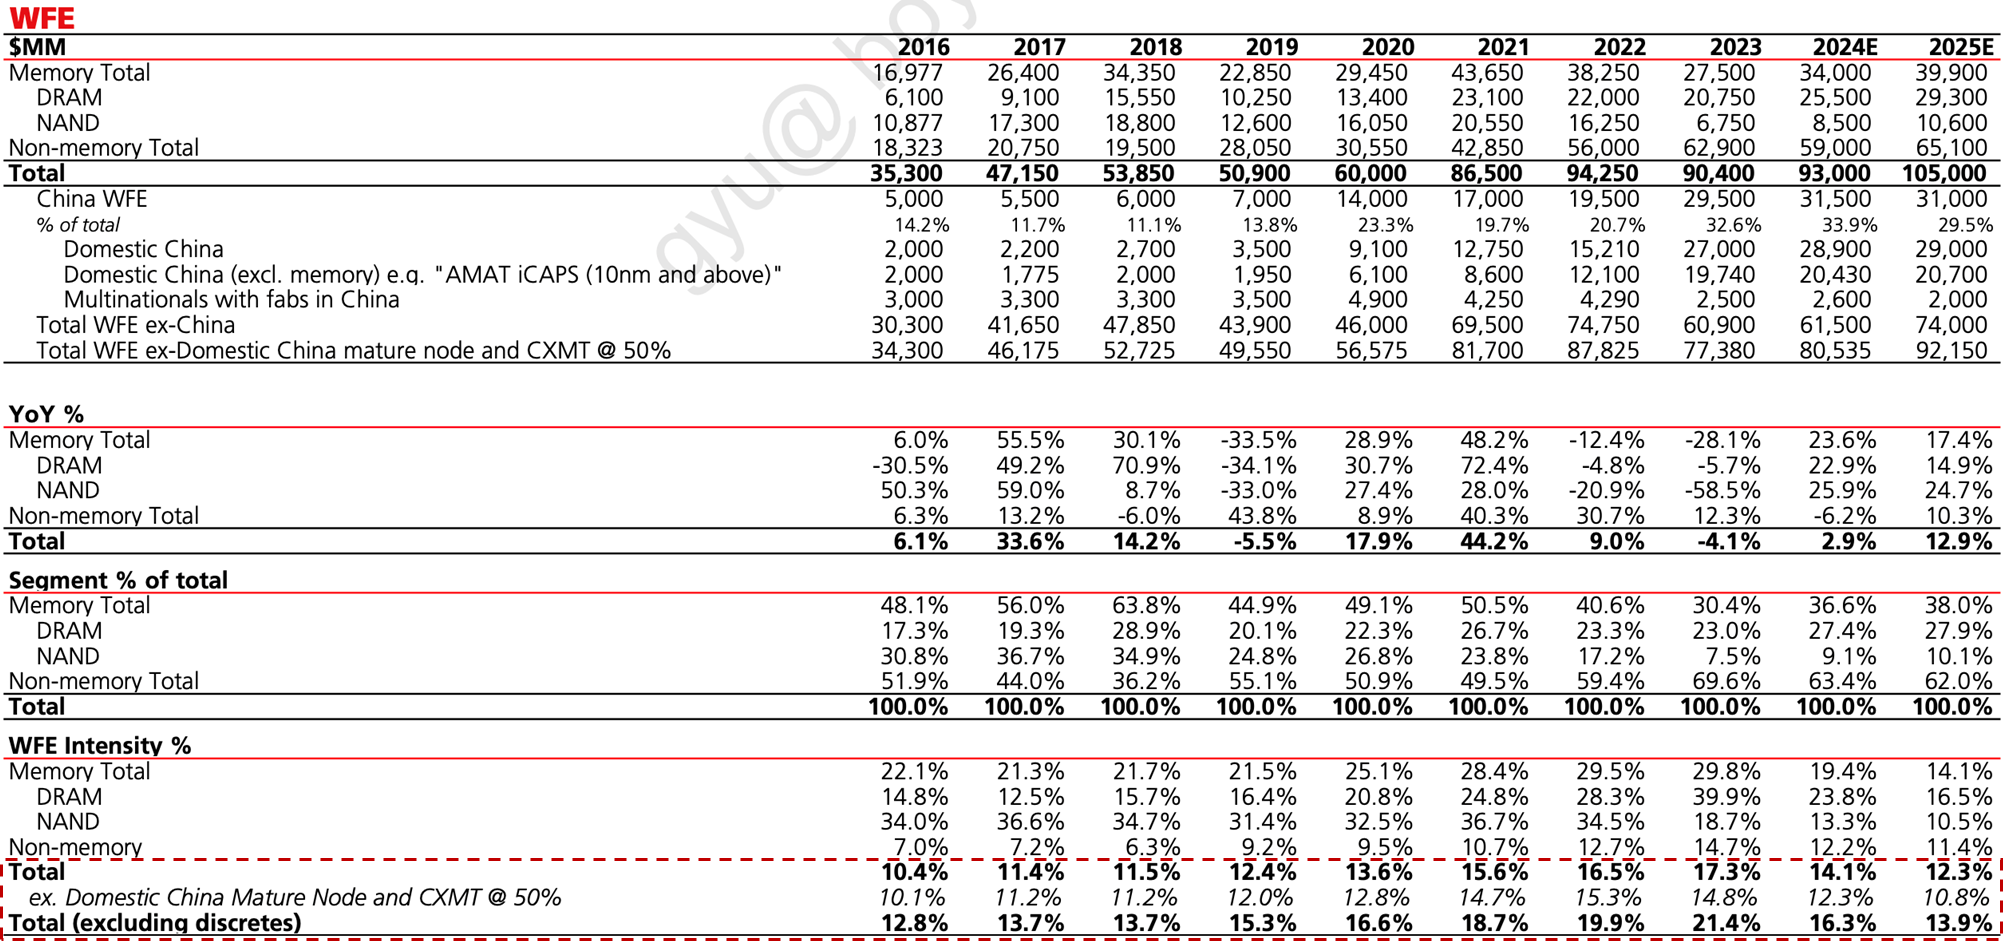 WFE
$MM 2016 2017 2018 2019 2020 2021 2022 2023 2024E 2025E
Memory Total 16,977 26,400 34,350 22,850 29,450 43,650 38,250 27,500 34,000 39,900
DRAM 6,100 9,100 15,550 10,250 13,400 23,100 22,000 20,750 25,500 29,300
NAND 10,877 17,300 18,800 12,600 16,050 20,550 16,250 6,750 8,500 10,600
Non-memory Total 18,323 20,750 19,500 28,050 30,550 42,850 56,000 62,900 59,000 65,100
Total 35,300 47,150 53,850 50,900 60,000 86,500 94,250 90,400 93,000 105,000
China WFE 5,000 5,500 6,000 7,000 14,000 17,000 19,500 29,500 31,500 31,000
% of total 14.2% 11.7% 11.1% 13.8% 23.3% 19.7% 20.7% 32.6% 33.9% 29.5%
Domestic China 2,000 2,200 2,700 3,500 9,100 12,750 15,210 27,000 28,900 29,000
Domestic China (excl. memory) e.g. "AMAT iCAPS (10nm and above)" 2,000 1,775 2,000 1,950 6,100 8,600 12,100 19,740 20,430 20,700
Multinationals with fabs in China 3,000 3,300 3,300 3,500 4,900 4,250 4,290 2,500 2,600 2,000
Total WFE ex-China 30,300 41,650 47,850 43,900 46,000 69,500 74,750 60,900 61,500 74,000
Total WFE ex-Domestic China mature node and CXMT @ 50% 34,300 46,175 52,725 49,550 56,575 81,700 87,825 77,380 80,535 92,150
YoY %
Memory Total 6.0% 55.5% 30.1% -33.5% 28.9% 48.2% -12.4% -28.1% 23.6% 17.4%
DRAM -30.5% 49.2% 70.9% -34.1% 30.7% 72.4% -4.8% -5.7% 22.9% 14.9%
NAND 50.3% 59.0% 8.7% -33.0% 27.4% 28.0% -20.9% -58.5% 25.9% 24.7%
Non-memory Total 6.3% 13.2% -6.0% 43.8% 8.9% 40.3% 30.7% 12.3% -6.2% 10.3%
Total 6.1% 33.6% 14.2% -5.5% 17.9% 44.2% 9.0% -4.1% 2.9% 12.9%
Segment % of total
Memory Total 48.1% 56.0% 63.8% 44.9% 49.1% 50.5% 40.6% 30.4% 36.6% 38.0%
DRAM 17.3% 19.3% 28.9% 20.1% 22.3% 26.7% 23.3% 23.0% 27.4% 27.9%
NAND 30.8% 36.7% 34.9% 24.8% 26.8% 23.8% 17.2% 7.5% 9.1% 10.1%
Non-memory Total 51.9% 44.0% 36.2% 55.1% 50.9% 49.5% 59.4% 69.6% 63.4% 62.0%
Total 100.0% 100.0% 100.0% 100.0% 100.0% 100.0% 100.0% 100.0% 100.0% 100.0%
WFE Intensity %
Memory Total 22.1% 21.3% 21.7% 21.5% 25.1% 28.4% 29.5% 29.8% 19.4% 14.1%
DRAM 14.8% 12.5% 15.7% 16.4% 20.8% 24.8% 28.3% 39.9% 23.8% 16.5%
NAND 34.0% 36.6% 34.7% 31.4% 32.5% 36.7% 34.5% 18.7% 13.3% 10.5%
Non-memory 7.0% 7.2% 6.3% 9.2% 9.5% 10.7% 12.7% 14.7% 12.2% 11.4%
Total 10.4% 11.4% 11.5% 12.4% 13.6% 15.6% 16.5% 17.3% 14.1% 12.3%
ex. Domestic China Mature Node and CXMT @ 50% 10.1% 11.2% 11.2% 12.0% 12.8% 14.7% 15.3% 14.8% 12.3% 10.8%
Total (excluding discretes) 12.8% 13.7% 13.7% 15.3% 16.6% 18.7% 19.9% 21.4% 16.3% 13.9%
gyu@